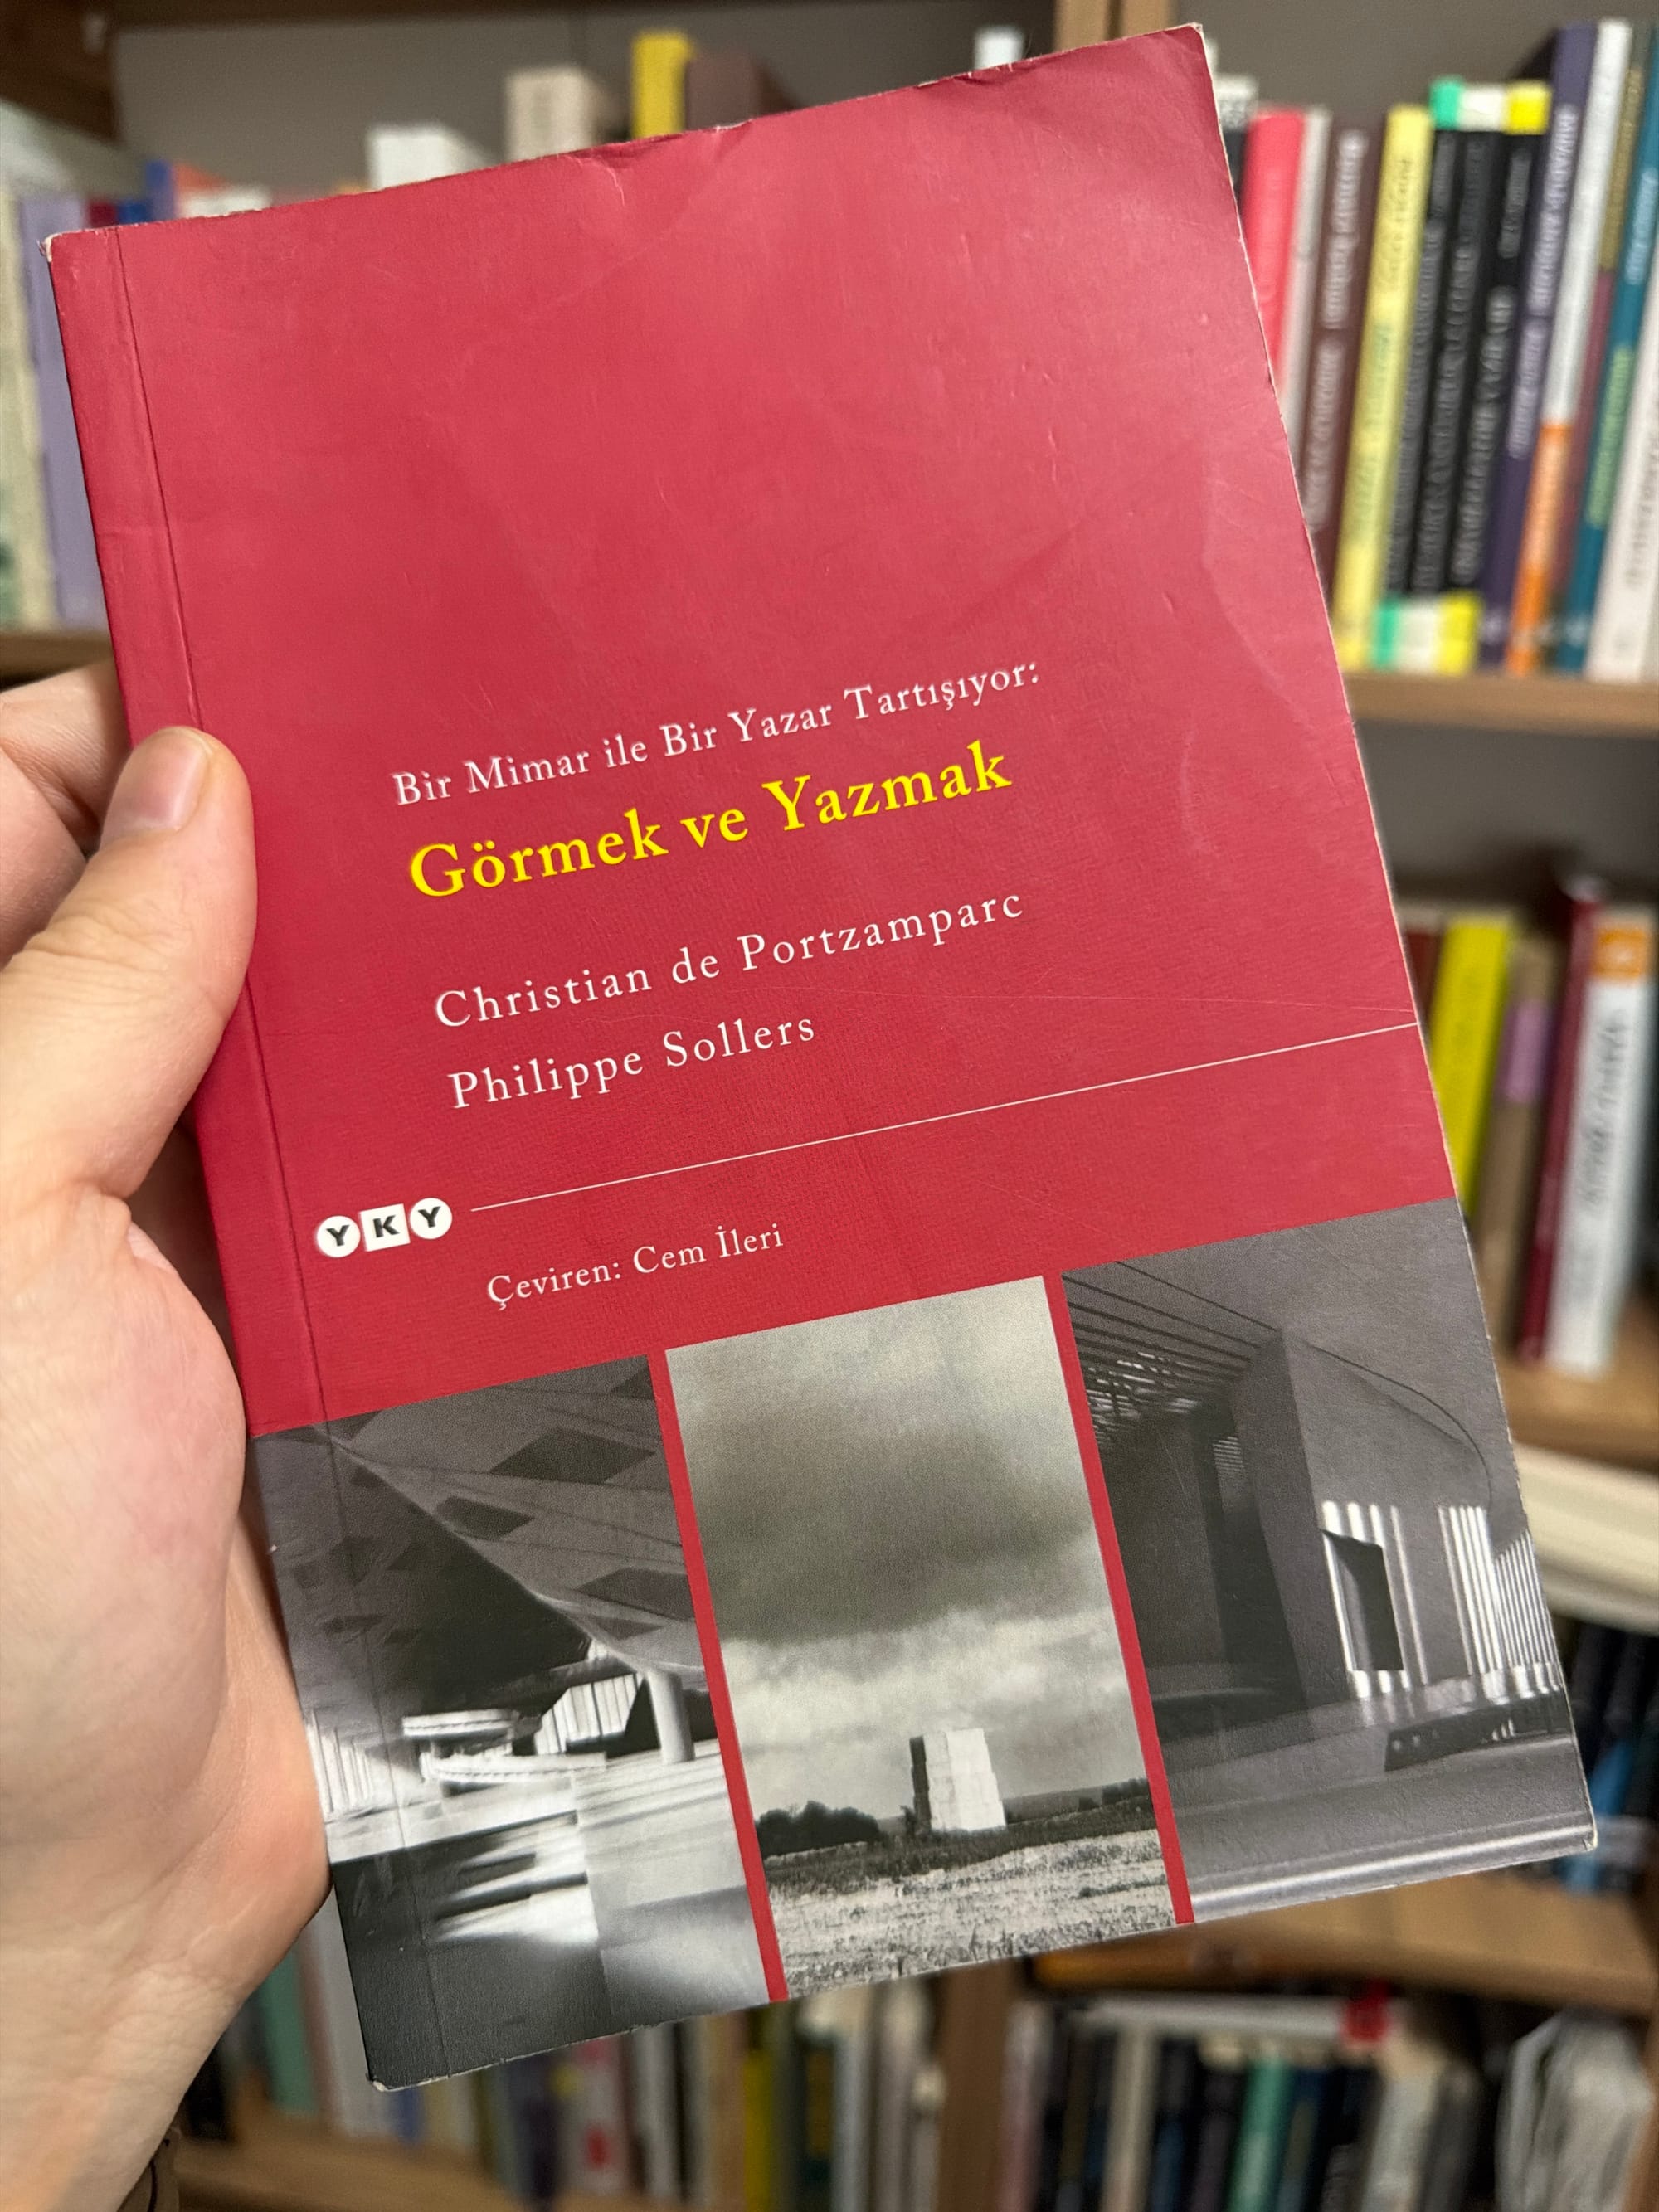 Bir Mimar ile Bir Yazar Tartışıyor:
Görmek ve Yazmak
Christian de Portzamparc
Philippe Sollers
YKY
Çeviren: Cem İleri